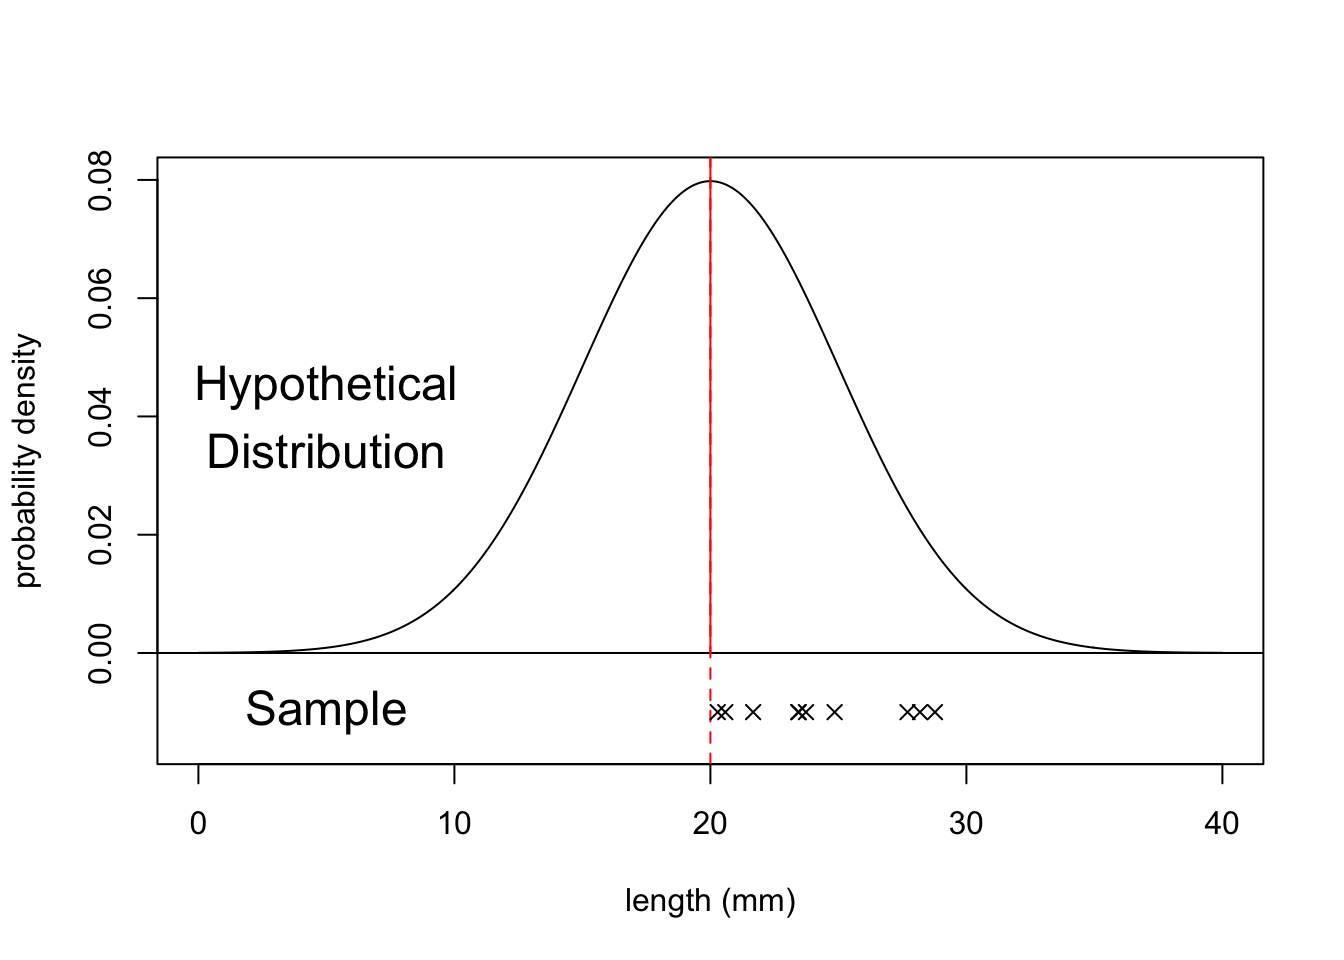 0.08
0.06
0.04
0.02
0.00
probability density
Hypothetical
Distribution
Sample
0 10 20 30 40
length (mm)